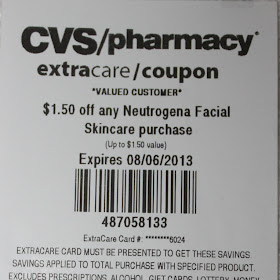 CVS/pharmacy
extracare/coupon
*VALUED CUSTOMER*
$1.50 off any Neutrogena Facial
Skincare purchase
(Up to $1.50 value)
Expires 08/06/2013
487058133
ExtraCare Card #: ********6024
EXTRACARE CARD MUST BE PRESENTED TO GET THESE SAVINGS.
SAVINGS APPLIED TO TOTAL PURCHASE WITH SPECIFIED PRODUCT.
EXCLUDES PRESCRIPTIONS, ALCOHOL, GIFT CARDS, LOTTERY, MONEY